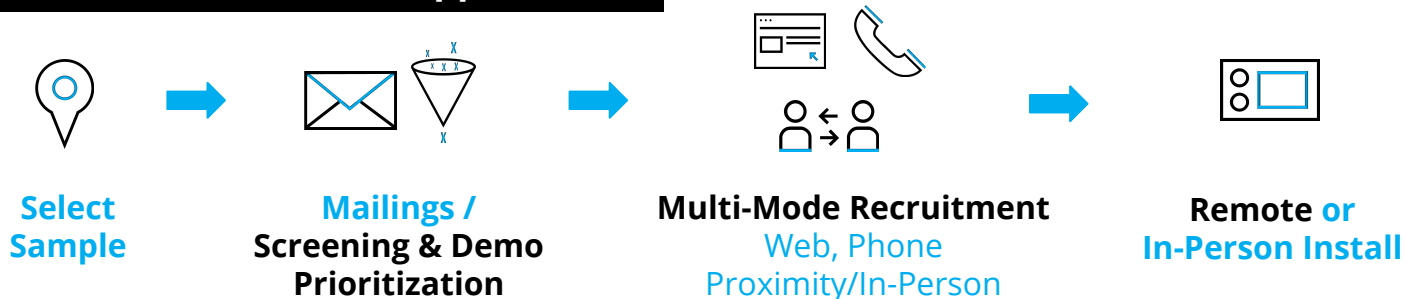 Select
Sample
Mailings /
Screening & Demo
Prioritization
Multi-Mode Recruitment
Web, Phone
Proximity/In-Person
Remote or
In-Person Install